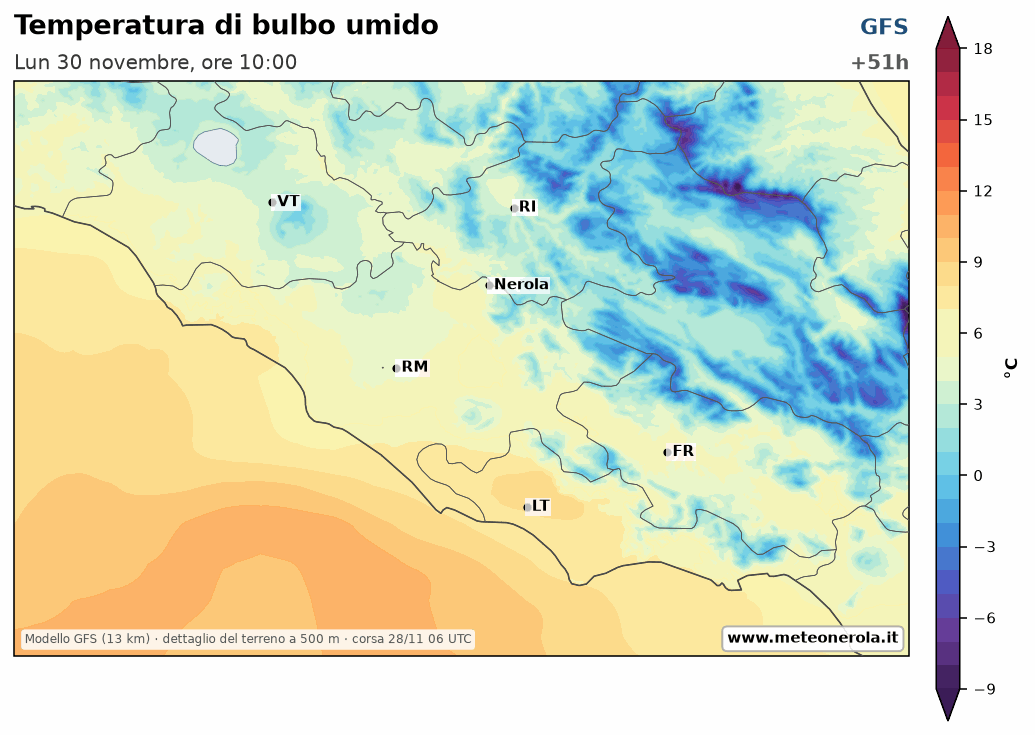 Temperatura di bulbo umido
GFS
Lun 30 novembre, ore 10:00
+51h
18
15
12
9
6
3
0
−3
−6
−9
°C
VT
RI
Nerola
RM
FR
LT
Modello GFS (13 km) · dettaglio del terreno a 500 m · corsa 28/11 06 UTC
www.meteonerola.it